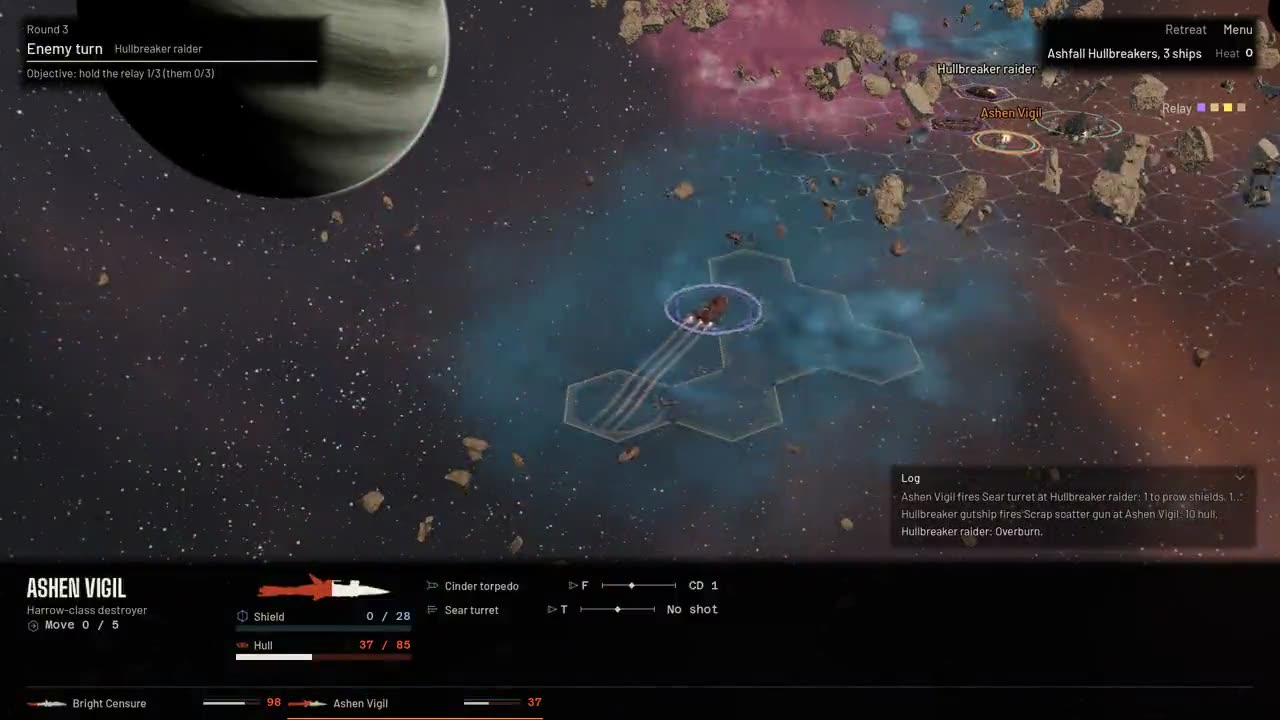 Round 3
Enemy turn Hullbreaker raider
Objective: hold the relay 1/3 (them 0/3)
Retreat Menu
Ashfall Hullbreakers, 3 ships Heat 0
Hullbreaker raider
Ashen Vigil
Relay
Log
Ashen Vigil fires Sear turret at Hullbreaker raider: 1 to prow shields. 1...
Hullbreaker gutship fires Scrap scatter gun at Ashen Vigil: 10 hull.
Hullbreaker raider: Overburn.
ASHEN VIGIL
Harrow-class destroyer
Move 0 / 5
Shield 0 / 28
Hull 37 / 85
Cinder torpedo F CD 1
Sear turret T No shot
Bright Censure 98 Ashen Vigil 37